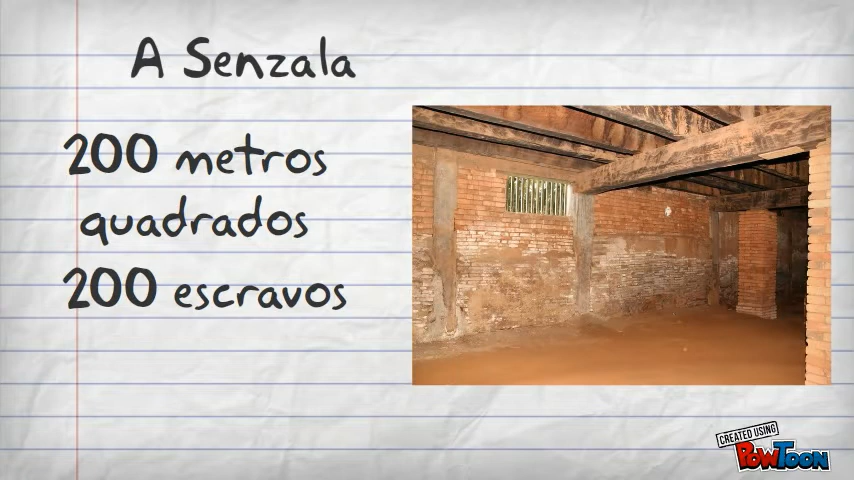 A Senzala
200 metros
quadrados
200 escravos
CREATED USING
POWTOON